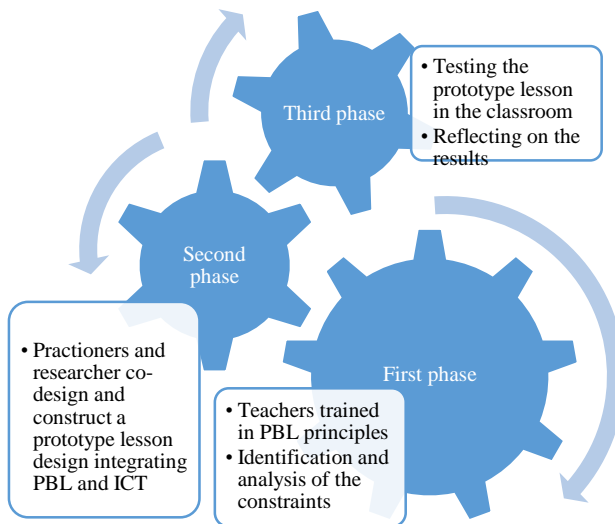 Third phase
• Testing the
prototype lesson
in the classroom
• Reflecting on the
results
Second
phase
• Practioners and
researcher co-
design and
construct a
prototype lesson
design integrating
PBL and ICT
First phase
• Teachers trained
in PBL principles
• Identification and
analysis of the
constraints